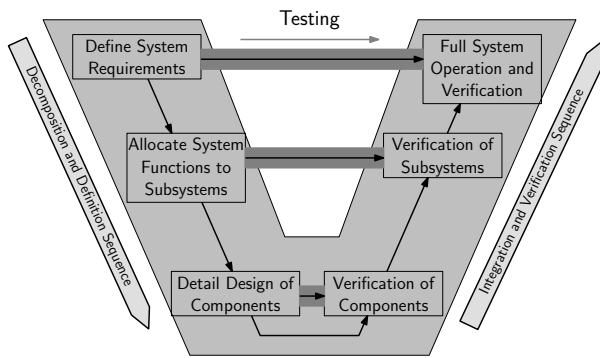 Testing
Define System
Requirements
Full System
Operation and
Verification
Decomposition and Definition Sequence
Allocate System
Functions to
Subsystems
Verification of
Subsystems
Integration and Verification Sequence
Detail Design of
Components
Verification of
Components